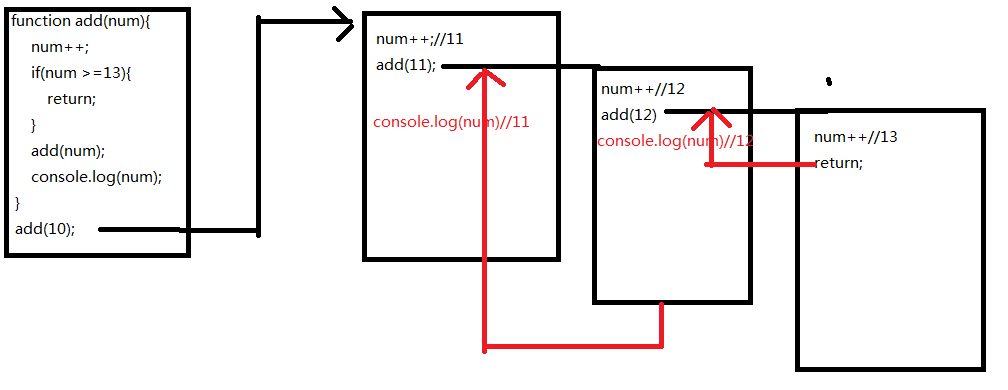 function add(num){
num++;
if(num >=13){
return;
}
add(num);
console.log(num);
}
add(10);
num++;//11
add(11);
console.log(num)//11
num++//12
add(12)
console.log(num)//12
num++//13
return;